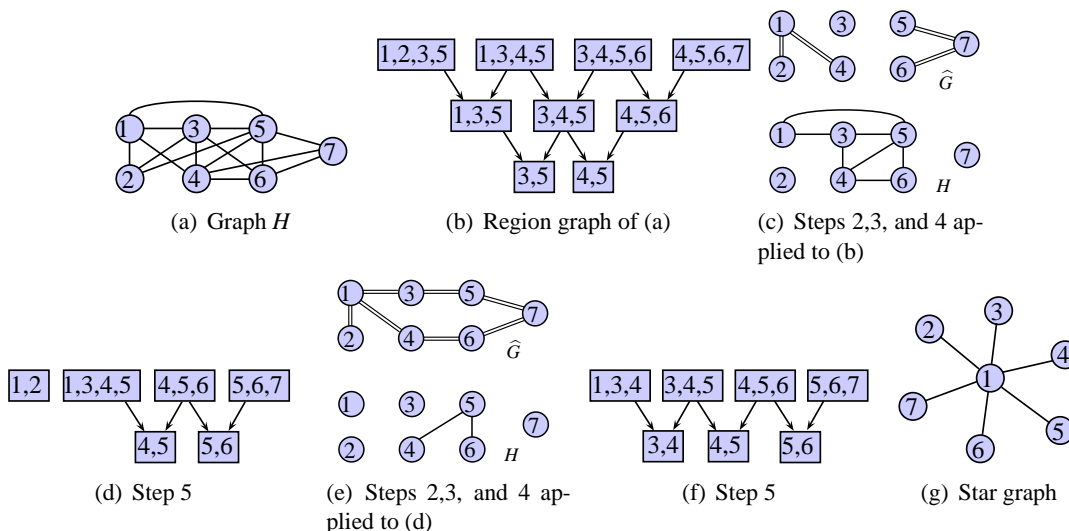 1 3 5 7
2 4 6
(a) Graph H
1,2,3,5 1,3,4,5 3,4,5,6 4,5,6,7
1,3,5 3,4,5 4,5,6
3,5 4,5
(b) Region graph of (a)
1 3 5 7
2 4 6
Ĝ
1 3 5 7
2 4 6
H
(c) Steps 2,3, and 4 ap-
plied to (b)
1,2 1,3,4,5 4,5,6 5,6,7
4,5 5,6
(d) Step 5
1 3 5 7
2 4 6
Ĝ
1 3 5 7
2 4 6
H
(e) Steps 2,3, and 4 ap-
plied to (d)
1,3,4 3,4,5 4,5,6 5,6,7
3,4 4,5 5,6
(f) Step 5
3
2
4
1
7
5
6
(g) Star graph